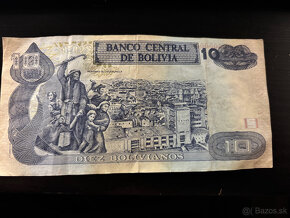 BANCO CENTRAL
DE BOLIVIA
10
DIEZ BOLIVIANOS
10
bazos.sk